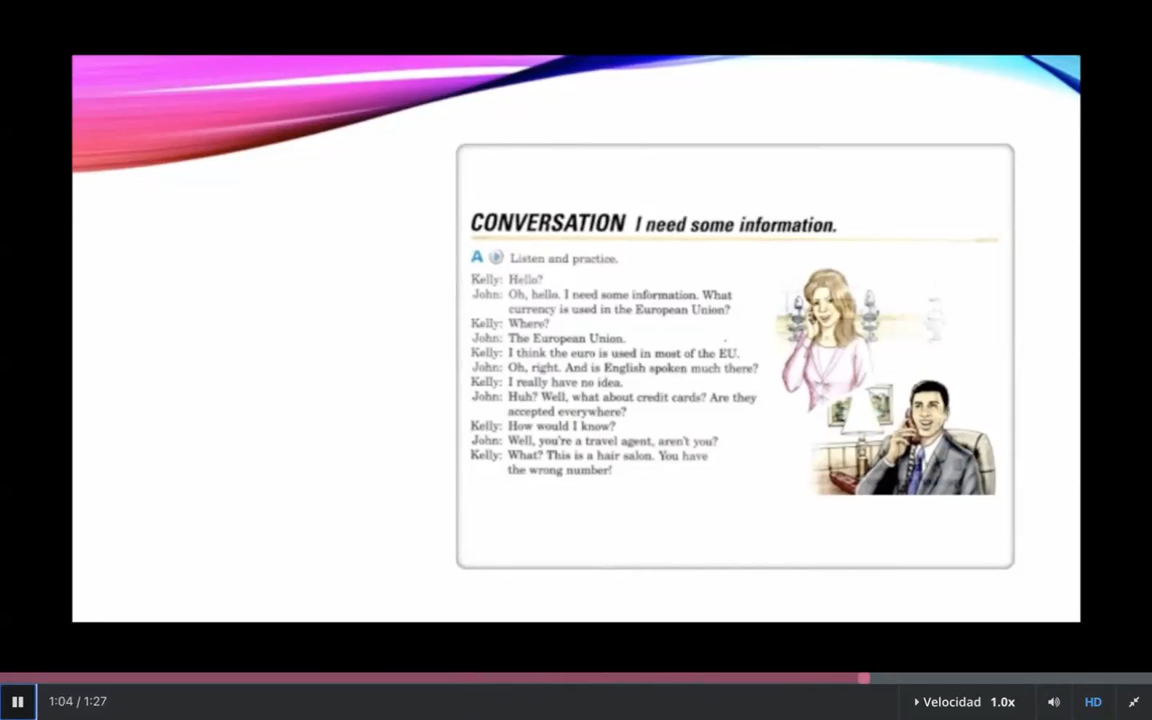 CONVERSATION I need some information.
A Listen and practice.
Kelly: Hello?
John: Oh, hello. I need some information. What
currency is used in the European Union?
Kelly: Where?
John: The European Union.
Kelly: I think the euro is used in most of the EU.
John: Oh, right. And is English spoken much there?
Kelly: I really have no idea.
John: Huh? Well, what about credit cards? Are they
accepted everywhere?
Kelly: How would I know?
John: Well, you're a travel agent, aren't you?
Kelly: What? This is a hair salon. You have
the wrong number!
1:04 / 1:27
Velocidad 1.0x
HD